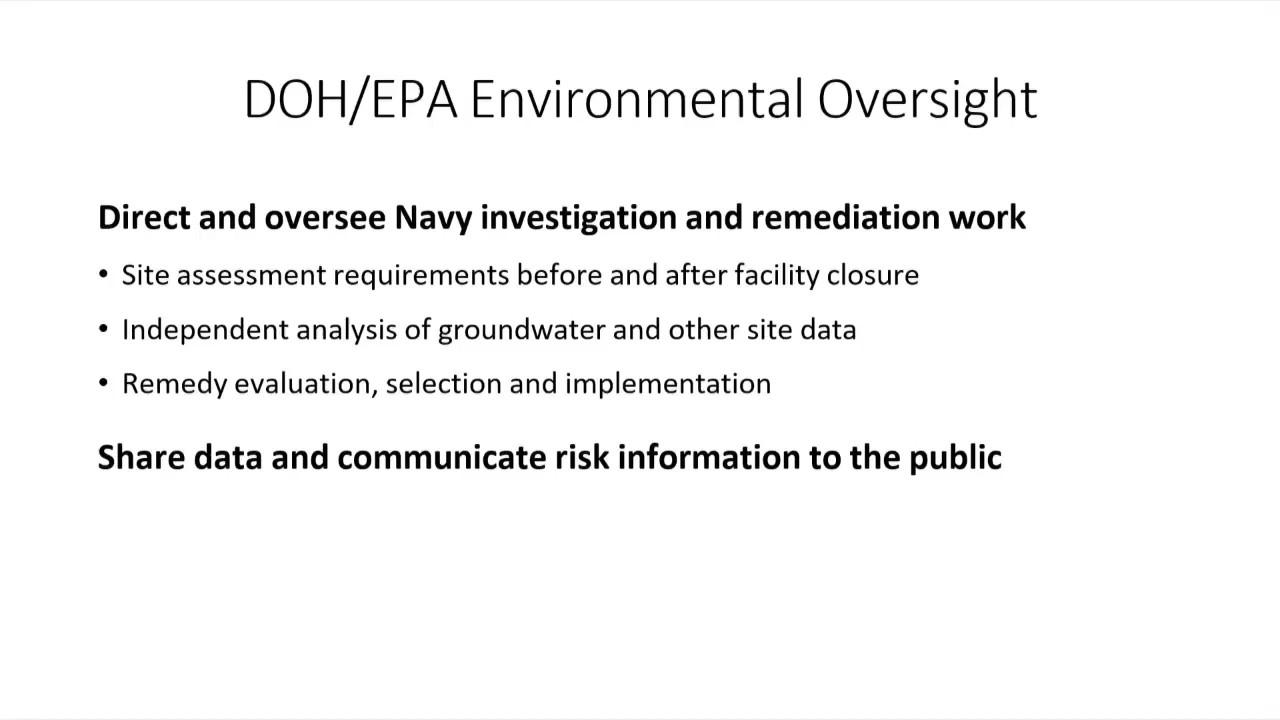 DOH/EPA Environmental Oversight
Direct and oversee Navy investigation and remediation work
• Site assessment requirements before and after facility closure
• Independent analysis of groundwater and other site data
• Remedy evaluation, selection and implementation
Share data and communicate risk information to the public